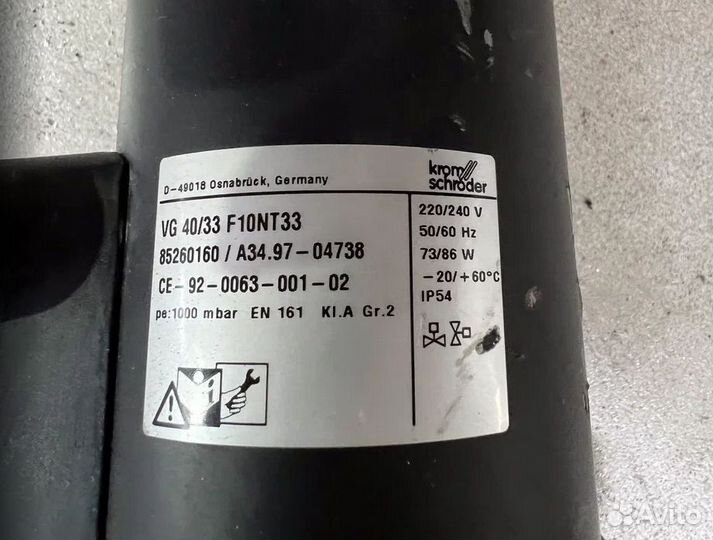 D-49018 Osnabrück, Germany
krom
schröder
VG 40/33 F10NT33
85260160 / A34.97-04738
CE-92-0063-001-02
pe:1000 mbar EN 161 Kl.A Gr.2
220/240 V
50/60 Hz
73/86 W
-20/+60°C
IP54
Avito